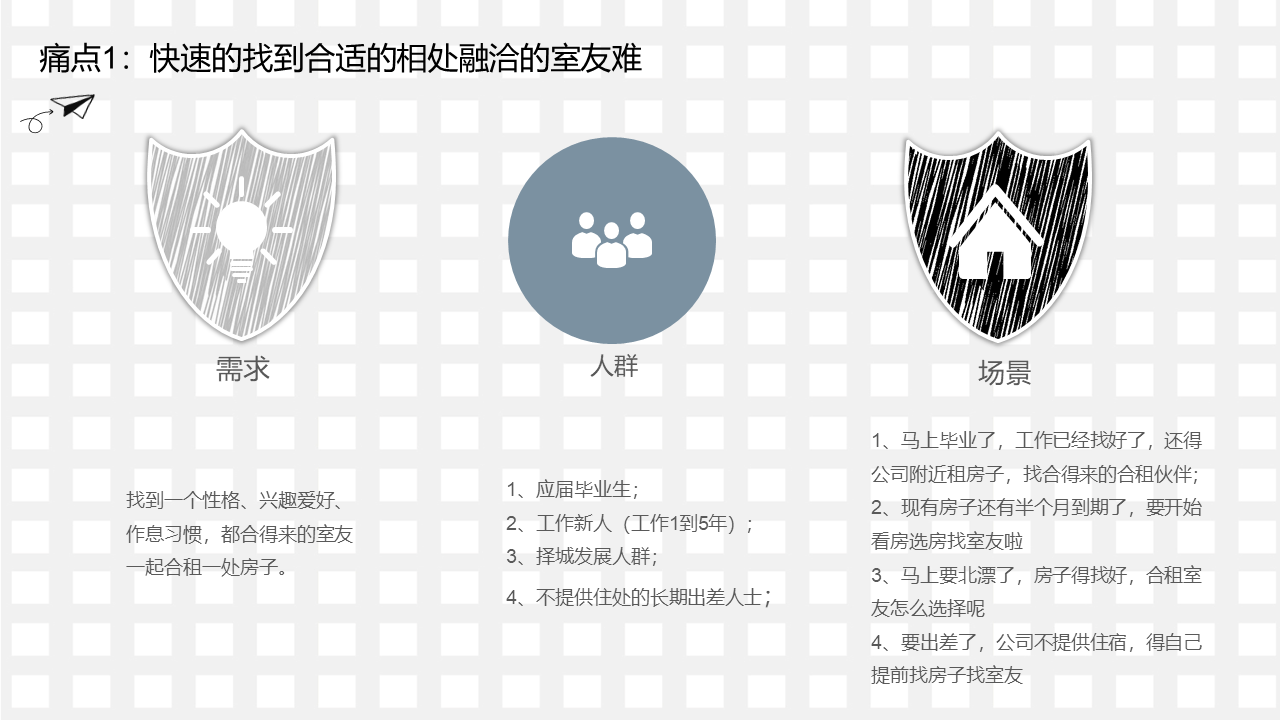 痛点1：快速的找到合适的相处融洽的室友难
需求
找到一个性格、兴趣爱好、
作息习惯，都合得来的室友
一起合租一处房子。
人群
1、应届毕业生；
2、工作新人（工作1到5年）；
3、择城发展人群；
4、不提供住处的长期出差人士；
场景
1、马上毕业了，工作已经找好了，还得
公司附近租房子，找合得来的合租伙伴；
2、现有房子还有半个月到期了，要开始
看房选房找室友啦
3、马上要北漂了，房子得找好，合租室
友怎么选择呢
4、要出差了，公司不提供住宿，得自己
提前找房子找室友